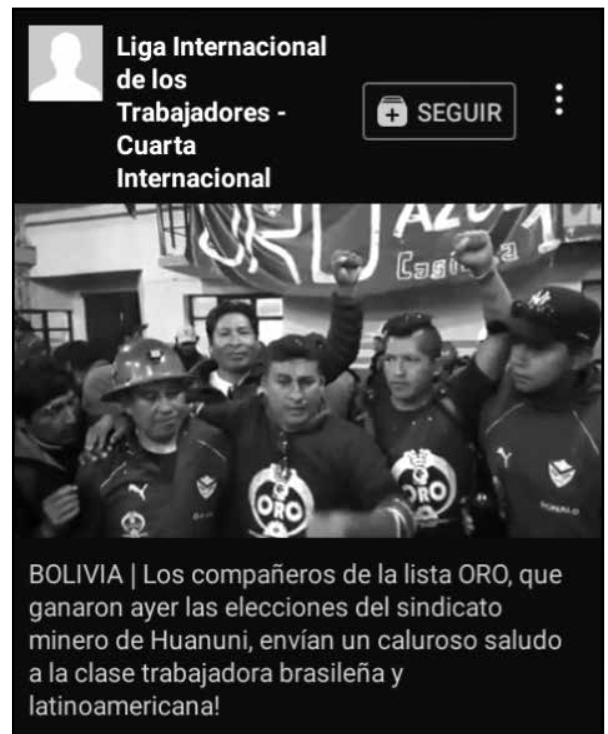 Liga Internacional
de los
Trabajadores -
Cuarta
Internacional
SEGUIR
ORO
ORO
ORO
BOLIVIA | Los compañeros de la lista ORO, que
ganaron ayer las elecciones del sindicato
minero de Huanuni, envían un caluroso saludo
a la clase trabajadora brasileña y
latinoamericana!